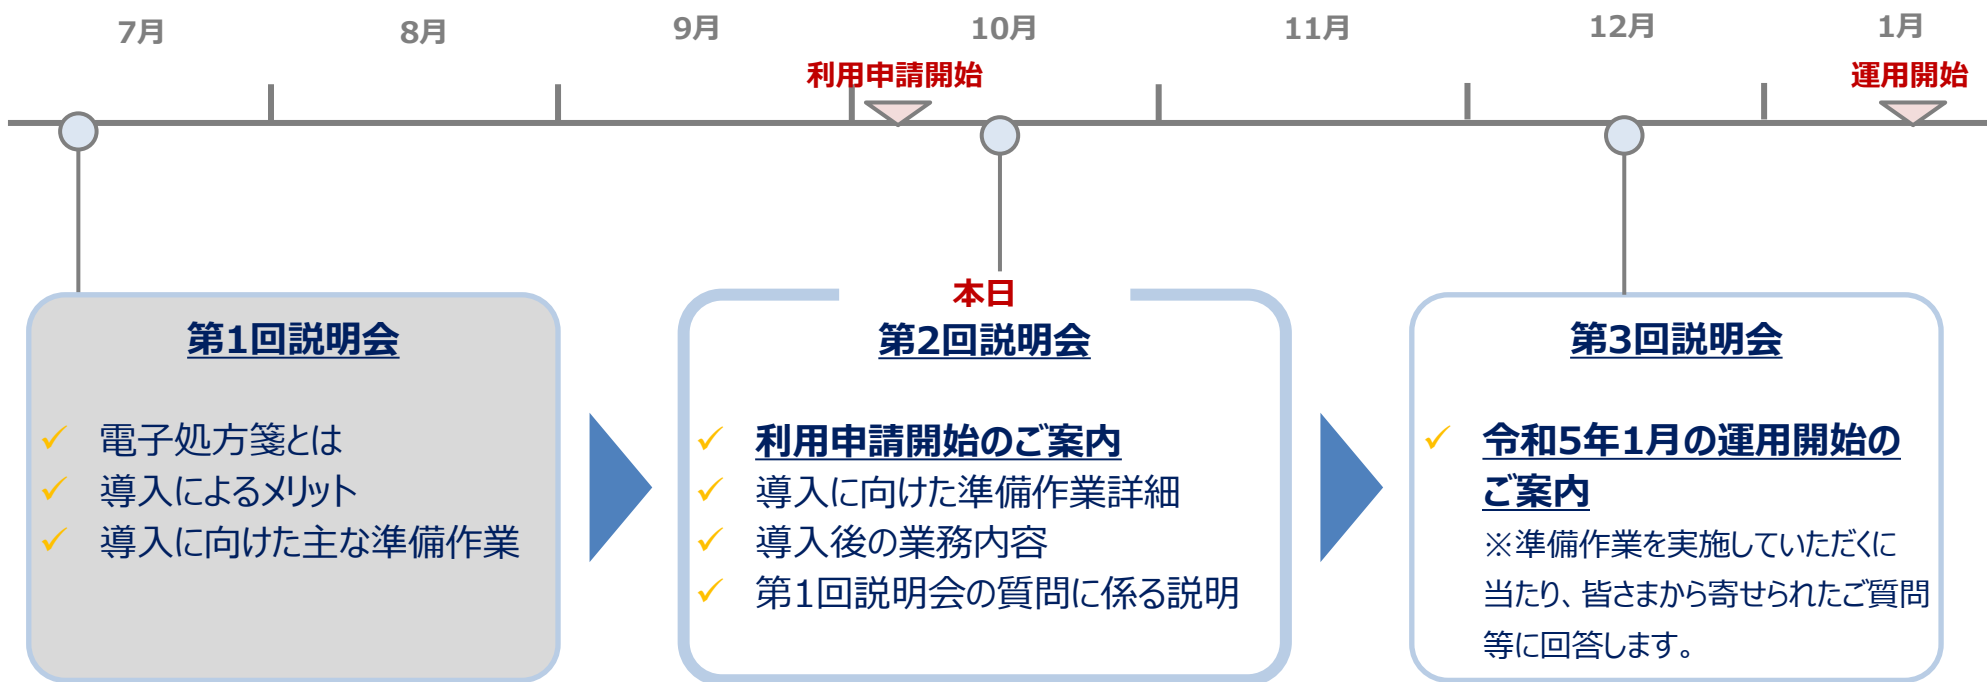 7月
8月
9月
10月
11月
12月
1月
利用申請開始
運用開始
第1回説明会
電子処方箋とは
導入によるメリット
導入に向けた主な準備作業
本日
第2回説明会
利用申請開始のご案内
導入に向けた準備作業詳細
導入後の業務内容
第1回説明会の質問に係る説明
第3回説明会
令和5年1月の運用開始の
ご案内
※準備作業を実施していただくに
当たり、皆さまから寄せられたご質問
等に回答します。